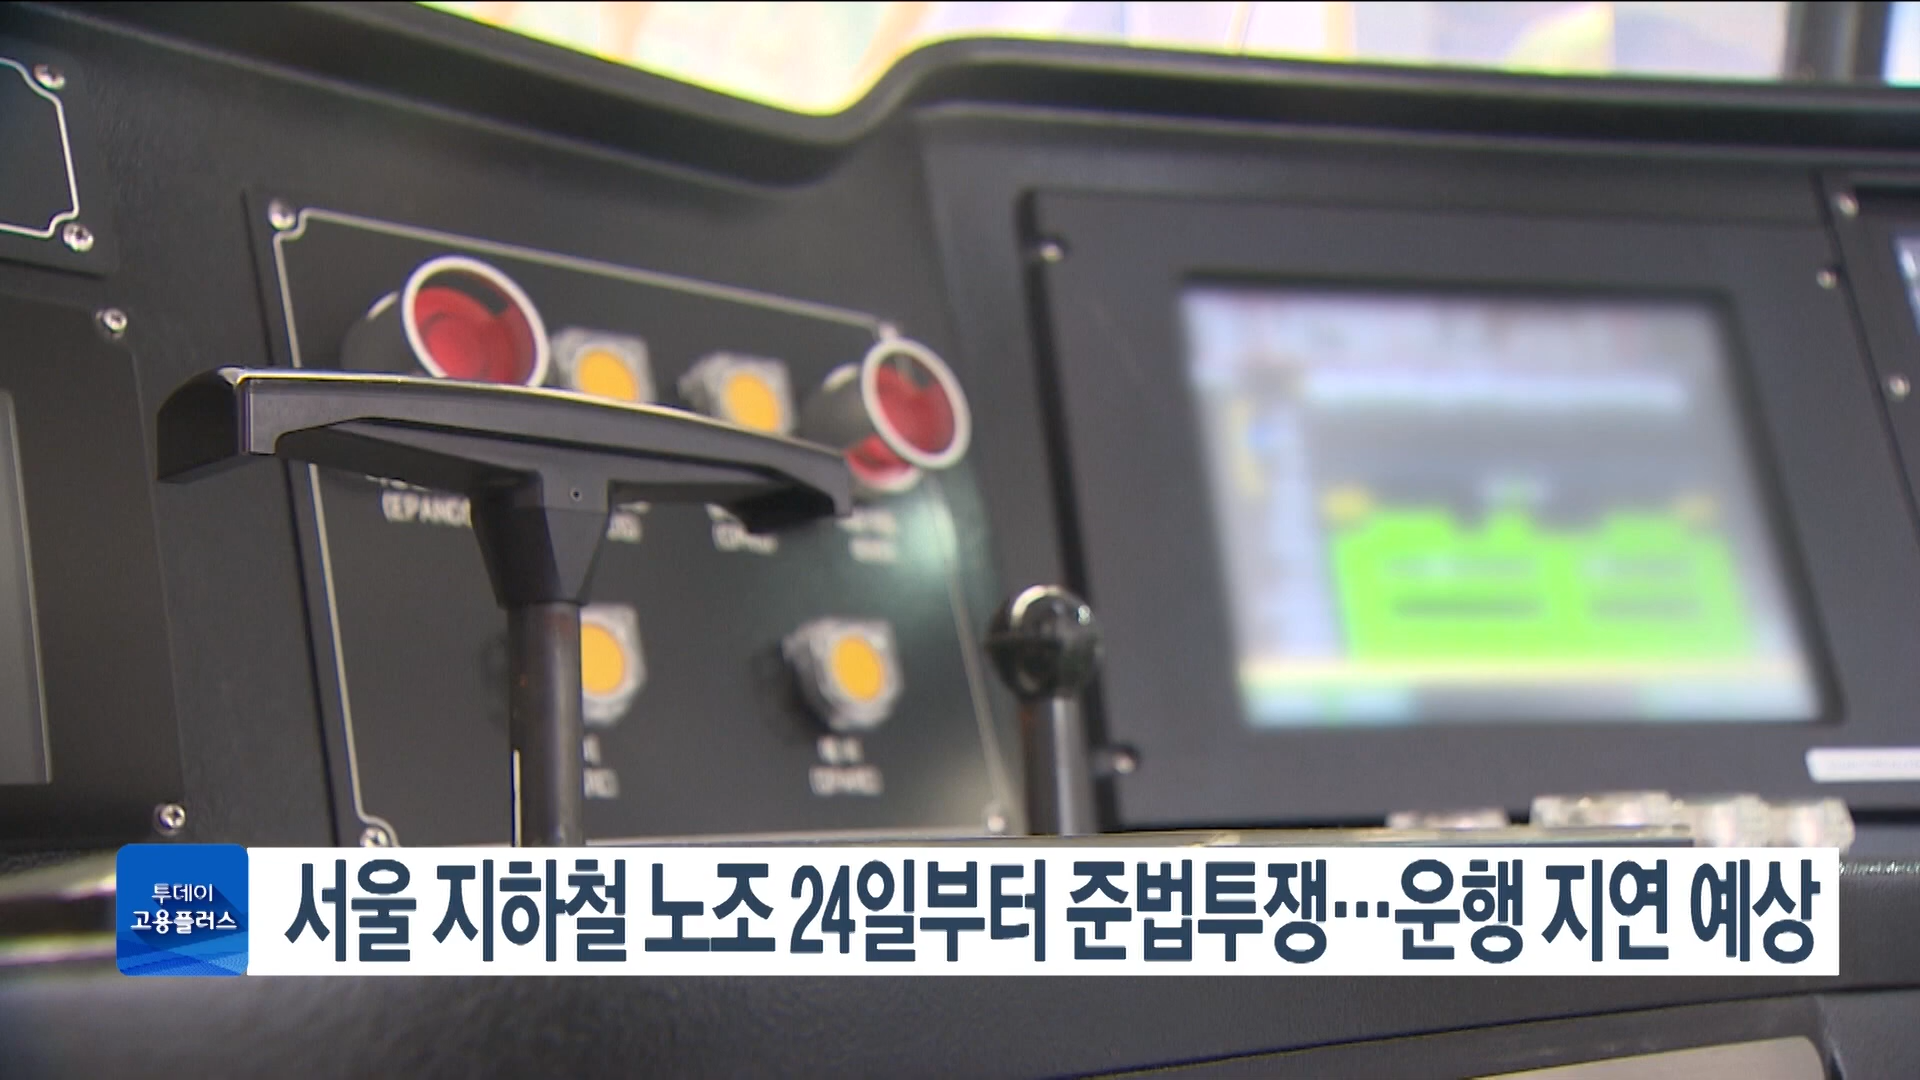 투데이
고용플러스
서울 지하철 노조 24일부터 준법투쟁…운행 지연 예상